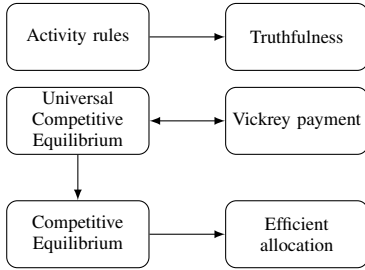 Activity rules
Truthfulness
Universal
Competitive
Equilibrium
Vickrey payment
Competitive
Equilibrium
Efficient
allocation